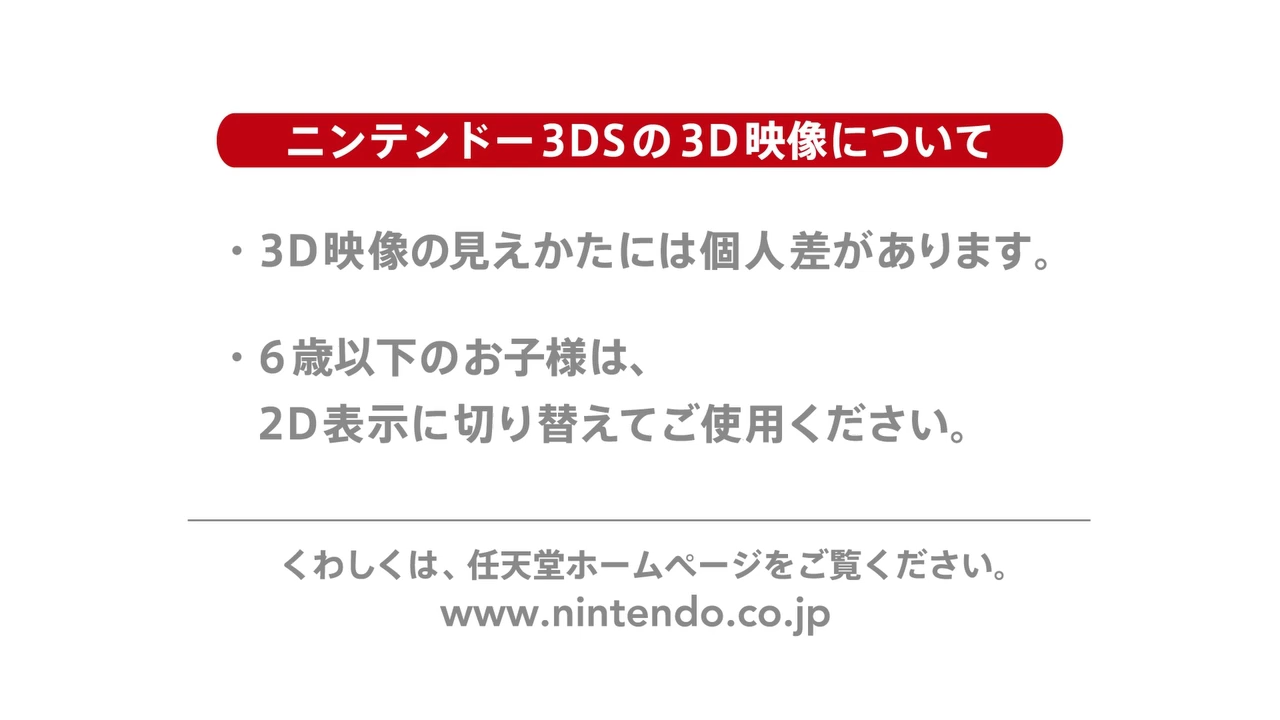 ニンテンドー3DSの3D映像について
・3D映像の見えかたには個人差があります。
・6歳以下のお子様は、
2D表示に切り替えてご使用ください。
くわしくは、任天堂ホームページをご覧ください。
www.nintendo.co.jp